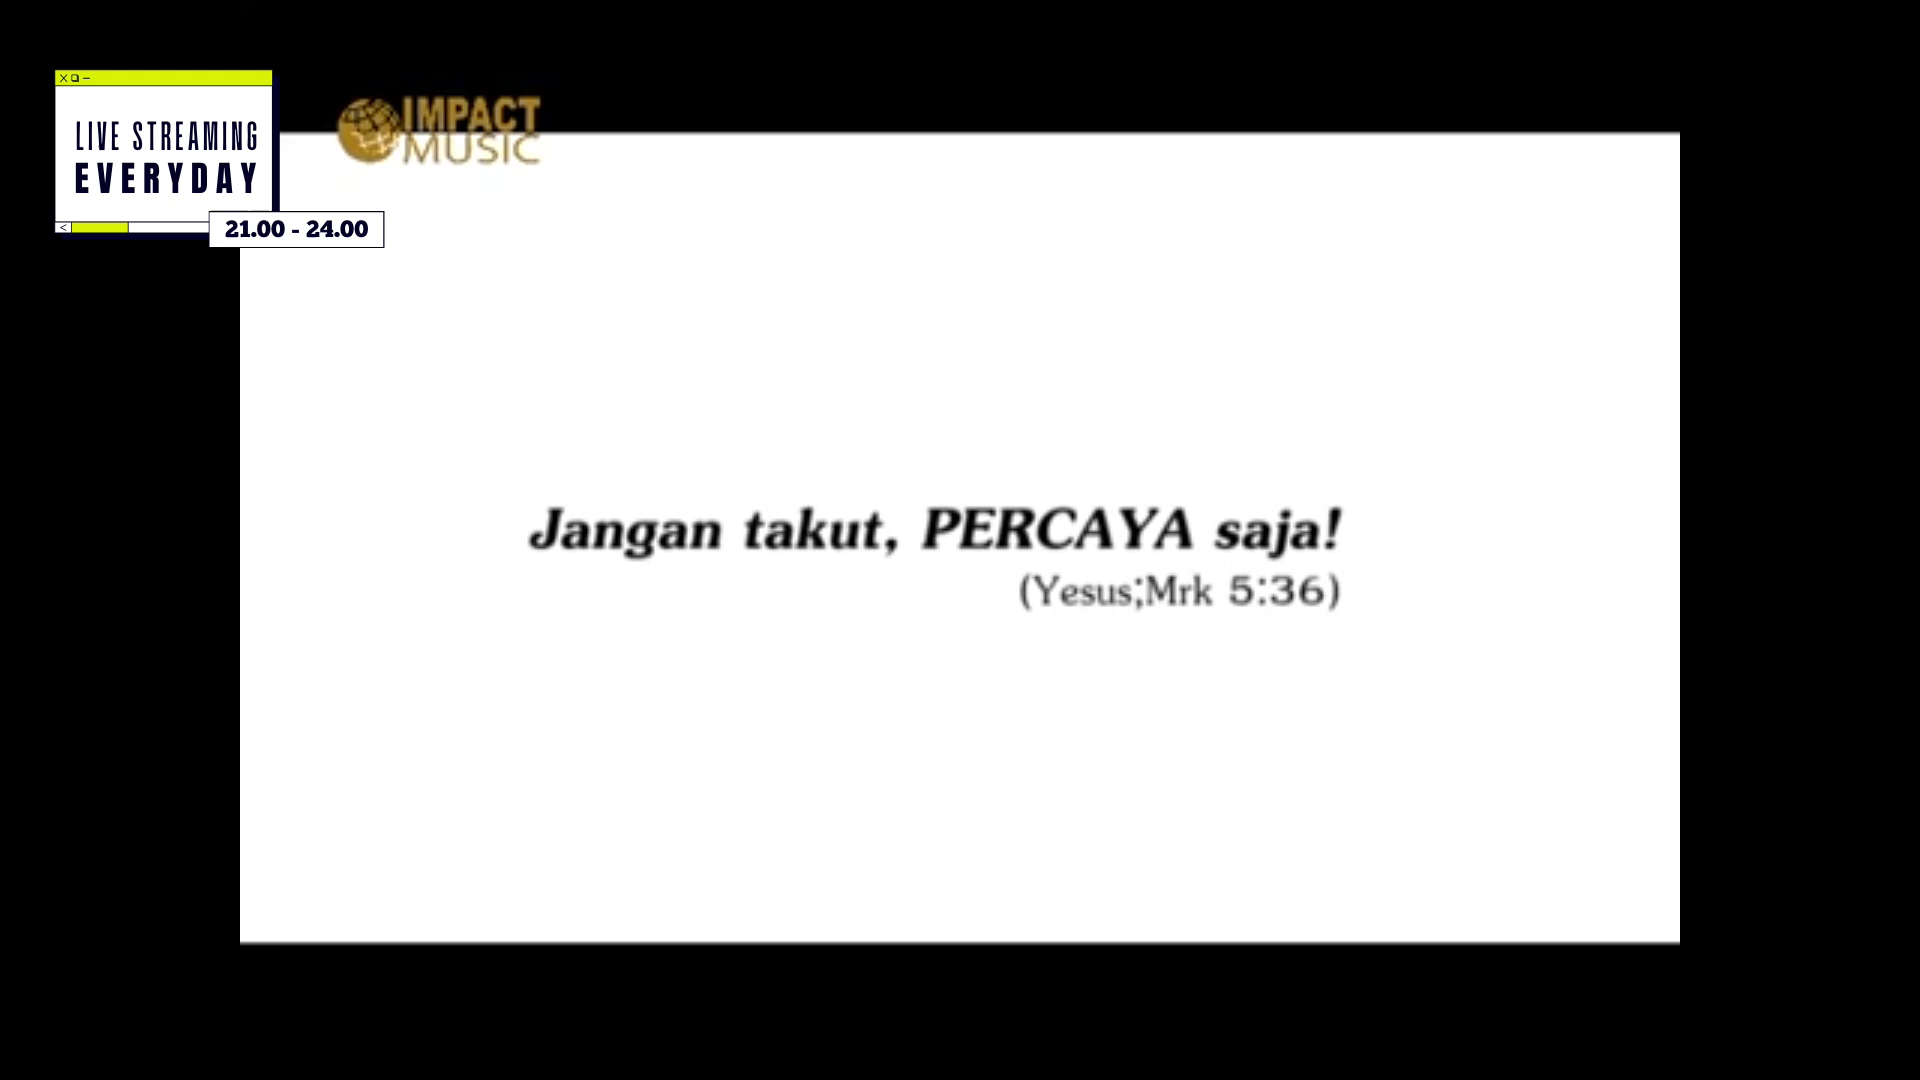 LIVE STREAMING
EVERYDAY
21.00 - 24.00
IMPACT
MUSIC
Jangan takut, PERCAYA saja!
(Yesus;Mrk 5:36)